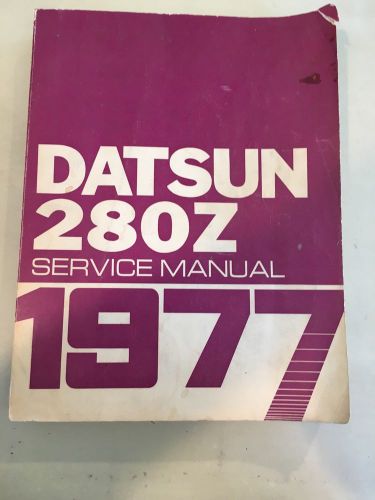 DATSUN
280Z
SERVICE MANUAL
1977